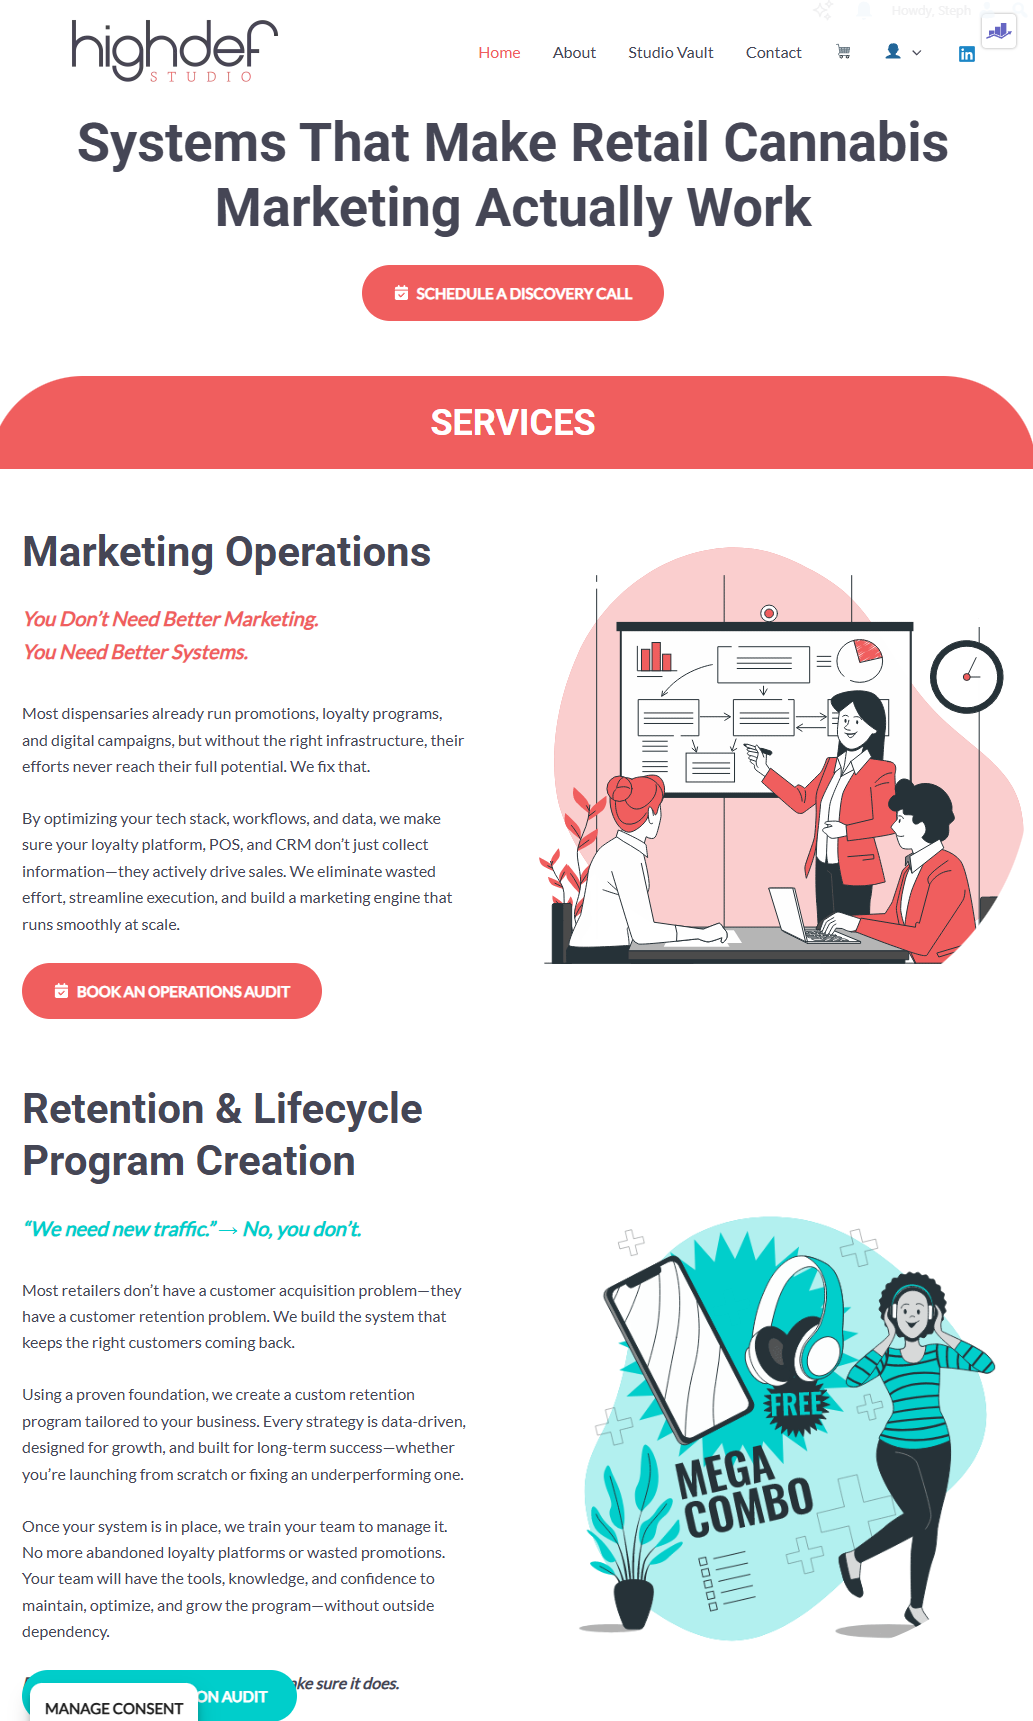 Howdy, Steph
highdef
STUDIO
Home About Studio Vault Contact
Systems That Make Retail Cannabis
Marketing Actually Work
SCHEDULE A DISCOVERY CALL
SERVICES
Marketing Operations
You Don’t Need Better Marketing.
You Need Better Systems.
Most dispensaries already run promotions, loyalty programs,
and digital campaigns, but without the right infrastructure, their
efforts never reach their full potential. We fix that.
By optimizing your tech stack, workflows, and data, we make
sure your loyalty platform, POS, and CRM don’t just collect
information—they actively drive sales. We eliminate wasted
effort, streamline execution, and build a marketing engine that
runs smoothly at scale.
BOOK AN OPERATIONS AUDIT
Retention & Lifecycle
Program Creation
“We need new traffic.” → No, you don’t.
Most retailers don’t have a customer acquisition problem—they
have a customer retention problem. We build the system that
keeps the right customers coming back.
Using a proven foundation, we create a custom retention
program tailored to your business. Every strategy is data-driven,
designed for growth, and built for long-term success—whether
you’re launching from scratch or fixing an underperforming one.
Once your system is in place, we train your team to manage it.
No more abandoned loyalty platforms or wasted promotions.
Your team will have the tools, knowledge, and confidence to
maintain, optimize, and grow the program—without outside
dependency.
sure it does.
AUDIT
MANAGE CONSENT
FREE
MEGA
COMBO